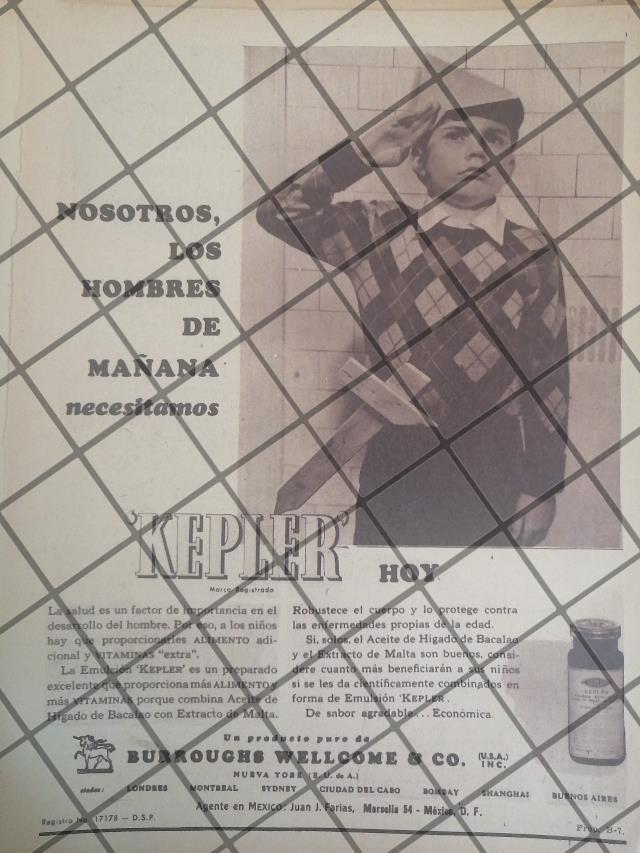 NOSOTROS,
LOS
HOMBRES
DE
MAÑANA
necesitamos
'KEPLER'
Marca Registrada
HOY
La salud es un factor de importancia en el
desarrollo del hombre. Por eso, a los niños
hay que proporcionarles ALIMENTO adi-
cional y VITAMINAS "extra".
La Emulsión 'KEPLER' es un preparado
excelente que proporciona más ALIMENTO y
más VITAMINAS porque combina Aceite de
Hígado de Bacalao con Extracto de Malta.
Robustece el cuerpo y lo protege contra
las enfermedades propias de la edad.
Si, solos, el Aceite de Hígado de Bacalao
y el Extracto de Malta son buenos, consi-
dere cuanto más beneficiarán a sus niños
si se les da científicamente combinados en
forma de Emulsión 'KEPLER'.
De sabor agradable... Económica.
KEPLER
Un producto puro de
BURROUGHS WELLCOME & CO. (U.S.A.) INC.
NUEVA YORK (E. U. de A.)
LONDRES MONTREAL SYDNEY CIUDAD DEL CABO BOMBAY SHANGHAI BUENOS AIRES
Agente en MEXICO: Juan J. Farias, Marsella 54 - México, D. F.
Registro No. 17178 — D.S.P.
Prop. B-7.